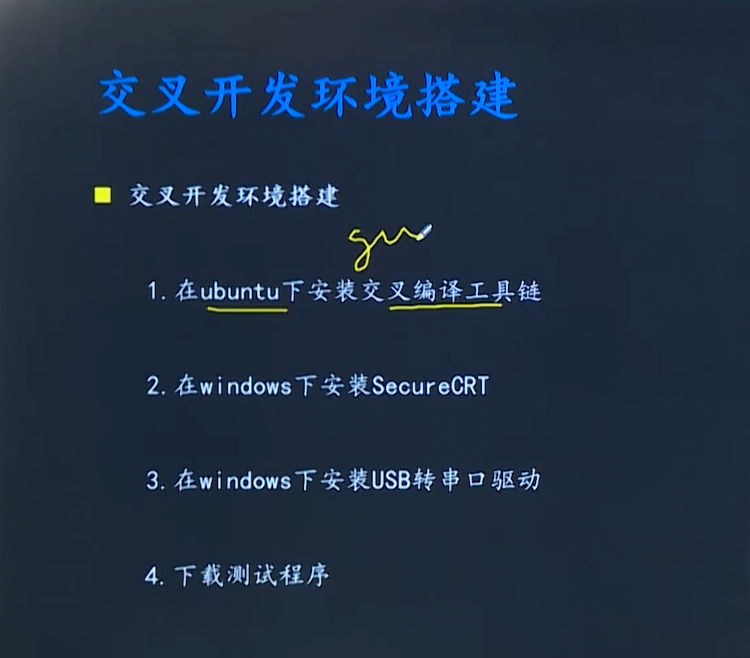 交叉开发环境搭建
交叉开发环境搭建
gu
1.在ubuntu下安装交叉编译工具链
2.在windows下安装SecureCRT
3.在windows下安装USB转串口驱动
4.下载测试程序